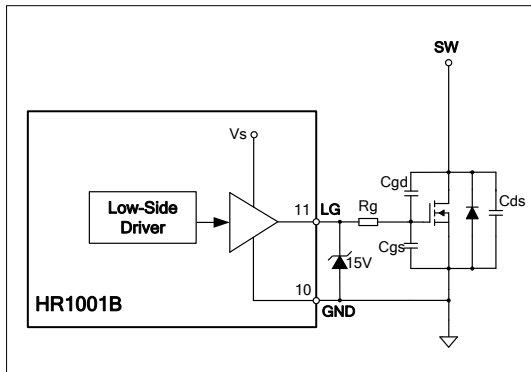 SW
Vs
Cgd
Cds
Low-Side
Driver
11
LG
Rg
Cgs
15V
10
GND
HR1001B